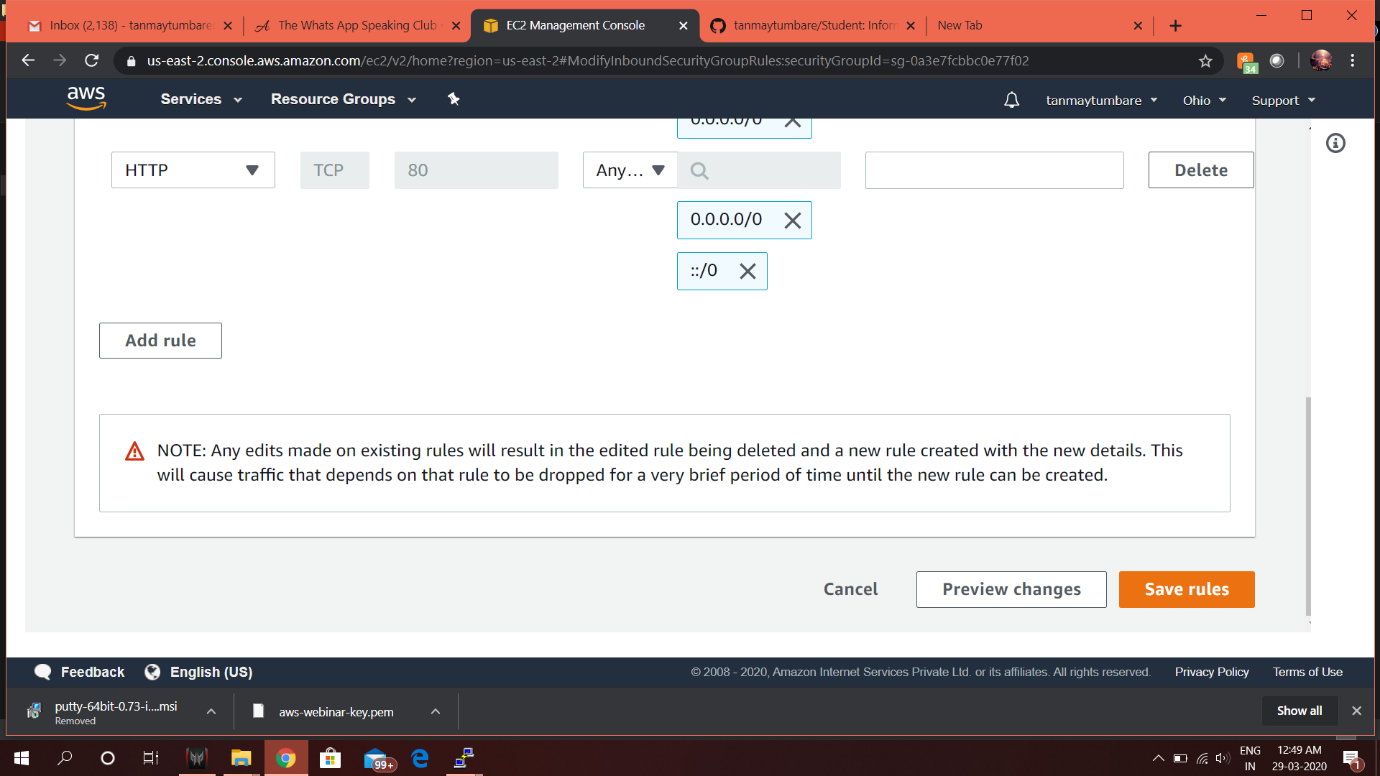 Inbox (2,138) - tanmaytumbare
The Whats App Speaking Club -
EC2 Management Console
tanmaytumbare/Student: Inform
New Tab
us-east-2.console.aws.amazon.com/ec2/v2/home?region=us-east-2#ModifyInboundSecurityGroupRules:securityGroupId=sg-0a3e7fcbbc0e77f02
34
aws
Services
Resource Groups
tanmaytumbare
Ohio
Support
0.0.0.0/0
HTTP
TCP
80
Any...
Delete
0.0.0.0/0
::/0
Add rule
NOTE: Any edits made on existing rules will result in the edited rule being deleted and a new rule created with the new details. This
will cause traffic that depends on that rule to be dropped for a very brief period of time until the new rule can be created.
Cancel
Preview changes
Save rules
Feedback
English (US)
© 2008 - 2020, Amazon Internet Services Private Ltd. or its affiliates. All rights reserved.
Privacy Policy
Terms of Use
putty-64bit-0.73-i....msi
Removed
aws-webinar-key.pem
Show all
99+
ENG
IN
12:49 AM
29-03-2020
1